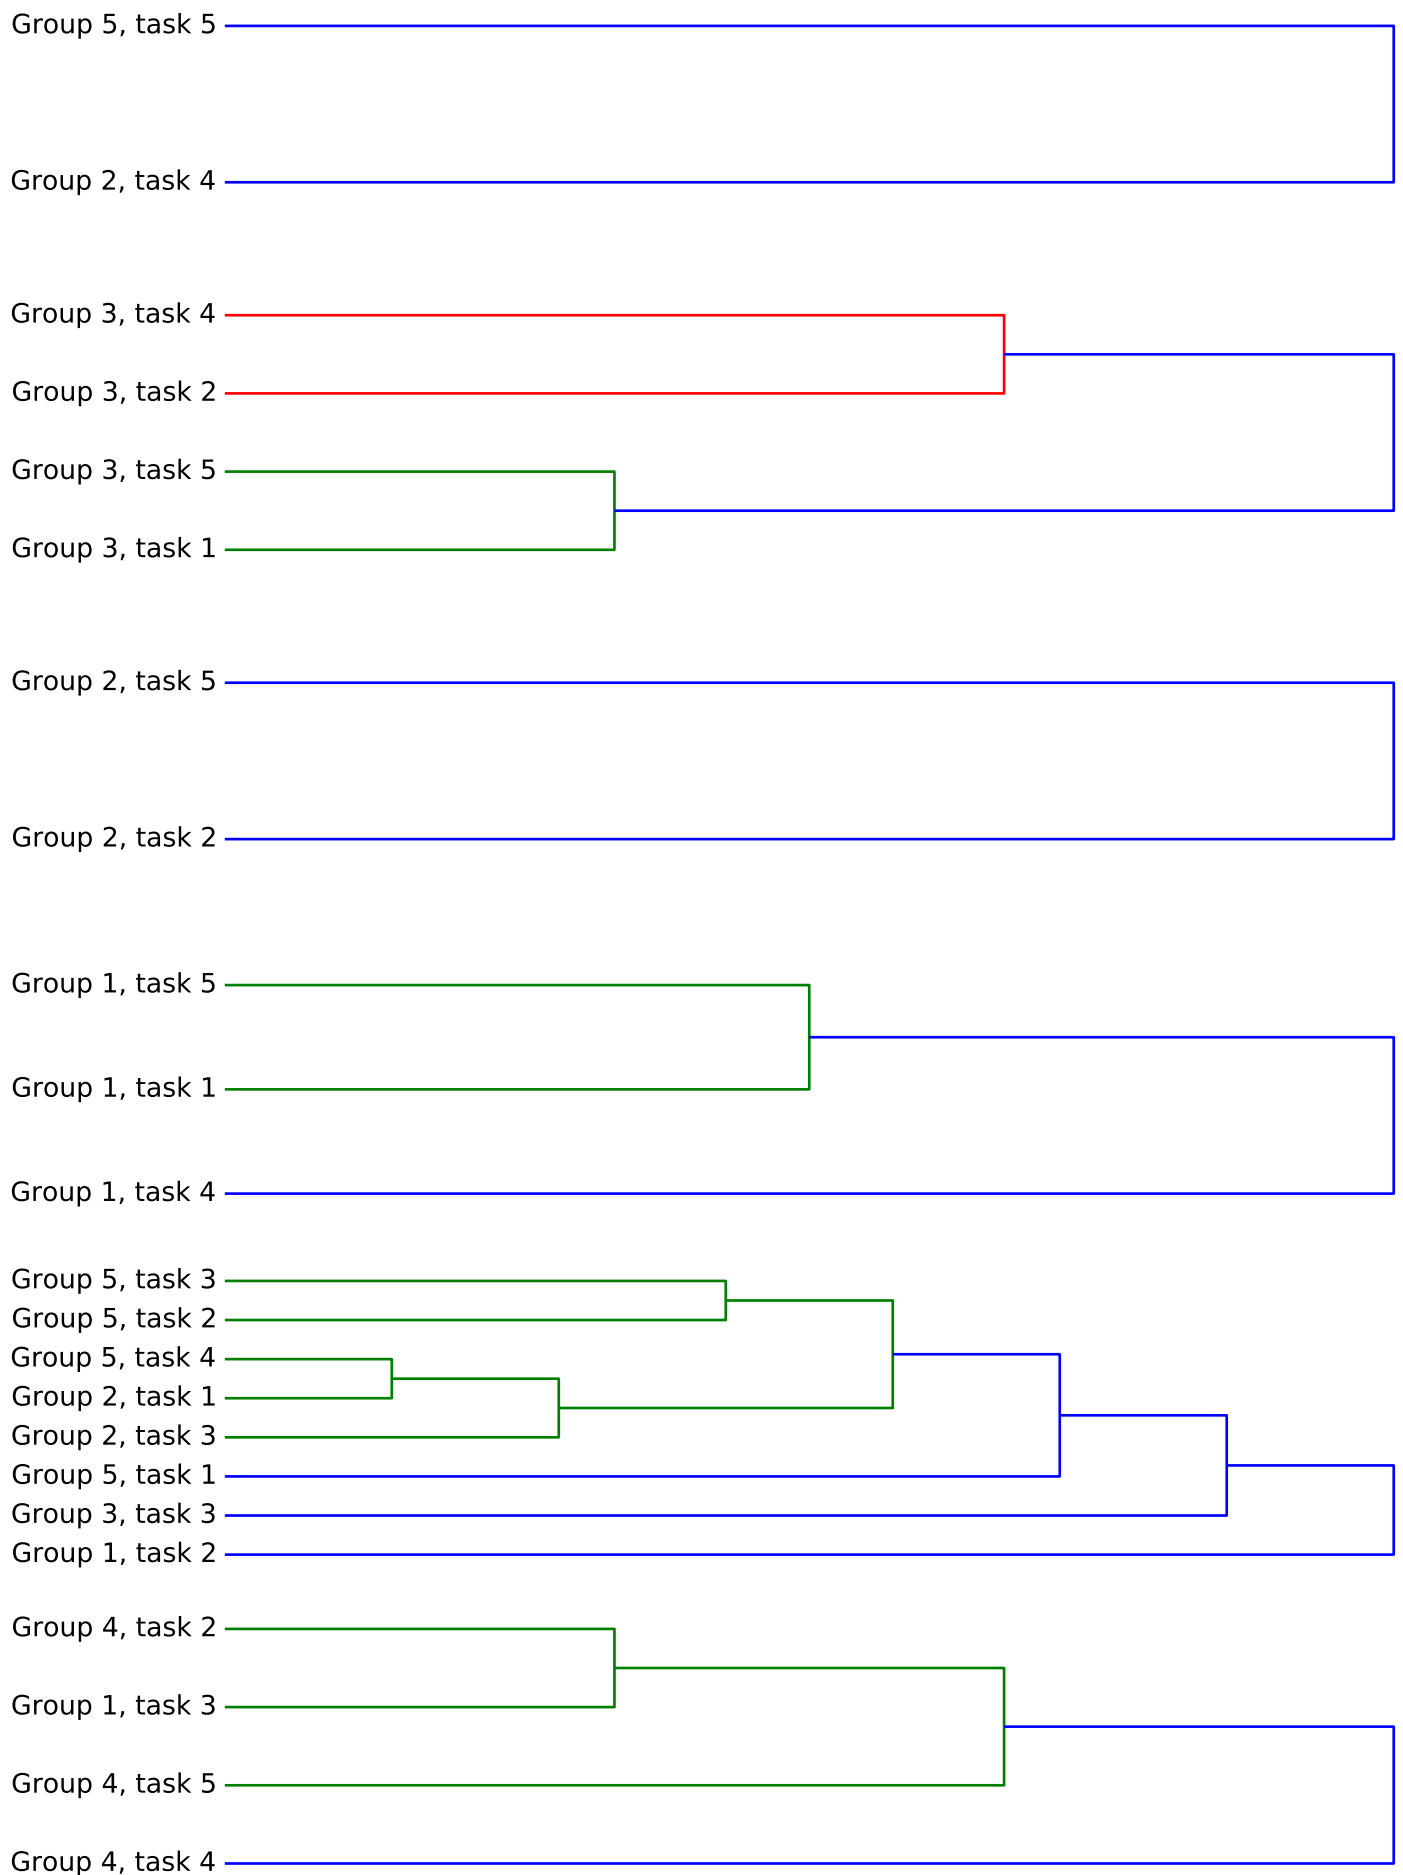 Group 5, task 5
Group 2, task 4
Group 3, task 4
Group 3, task 2
Group 3, task 5
Group 3, task 1
Group 2, task 5
Group 2, task 2
Group 1, task 5
Group 1, task 1
Group 1, task 4
Group 5, task 3
Group 5, task 2
Group 5, task 4
Group 2, task 1
Group 2, task 3
Group 5, task 1
Group 3, task 3
Group 1, task 2
Group 4, task 2
Group 1, task 3
Group 4, task 5
Group 4, task 4